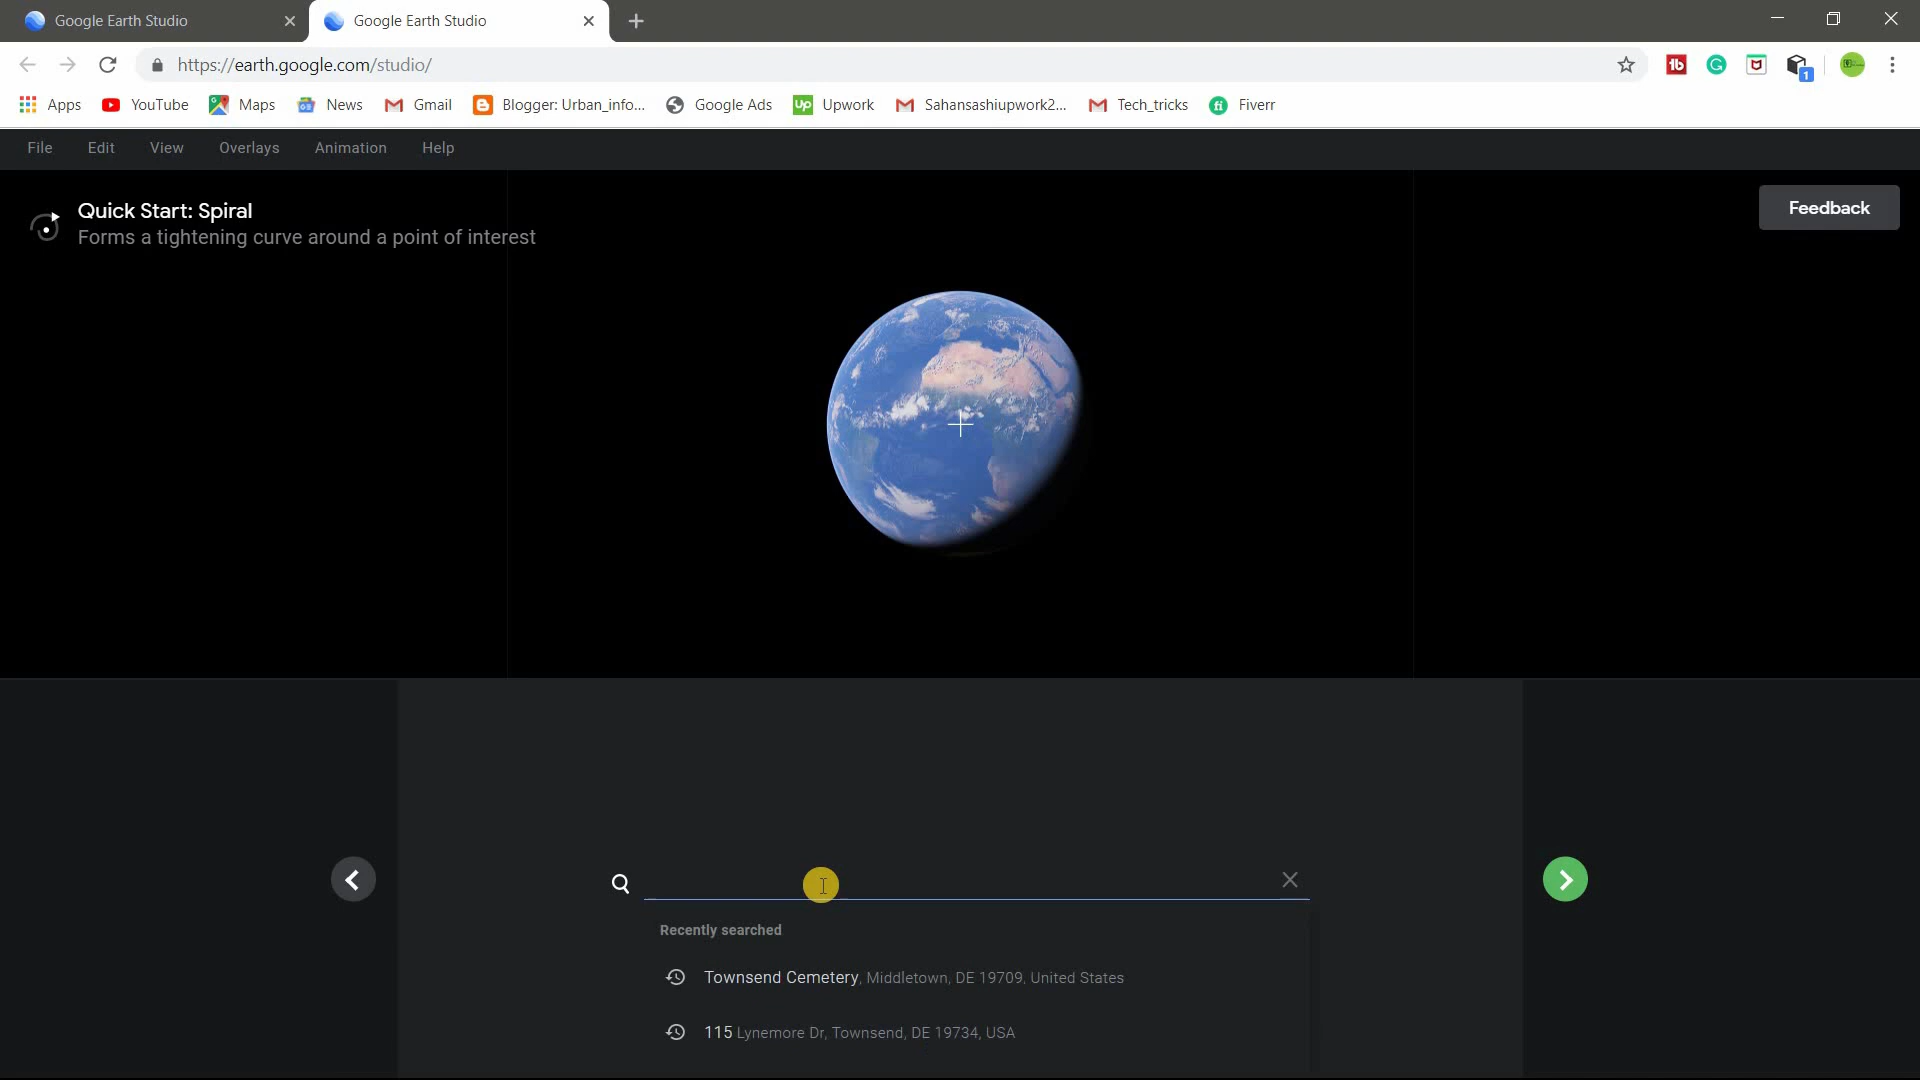 Google Earth Studio
Google Earth Studio
https://earth.google.com/studio/
1
Apps
YouTube
Maps
News
Gmail
Blogger: Urban_info...
Google Ads
Up
Upwork
Sahansashiupwork2...
Tech_tricks
fi
Fiverr
File
Edit
View
Overlays
Animation
Help
Quick Start: Spiral
Forms a tightening curve around a point of interest
Feedback
Recently searched
Townsend Cemetery, Middletown, DE 19709, United States
115 Lynemore Dr, Townsend, DE 19734, USA